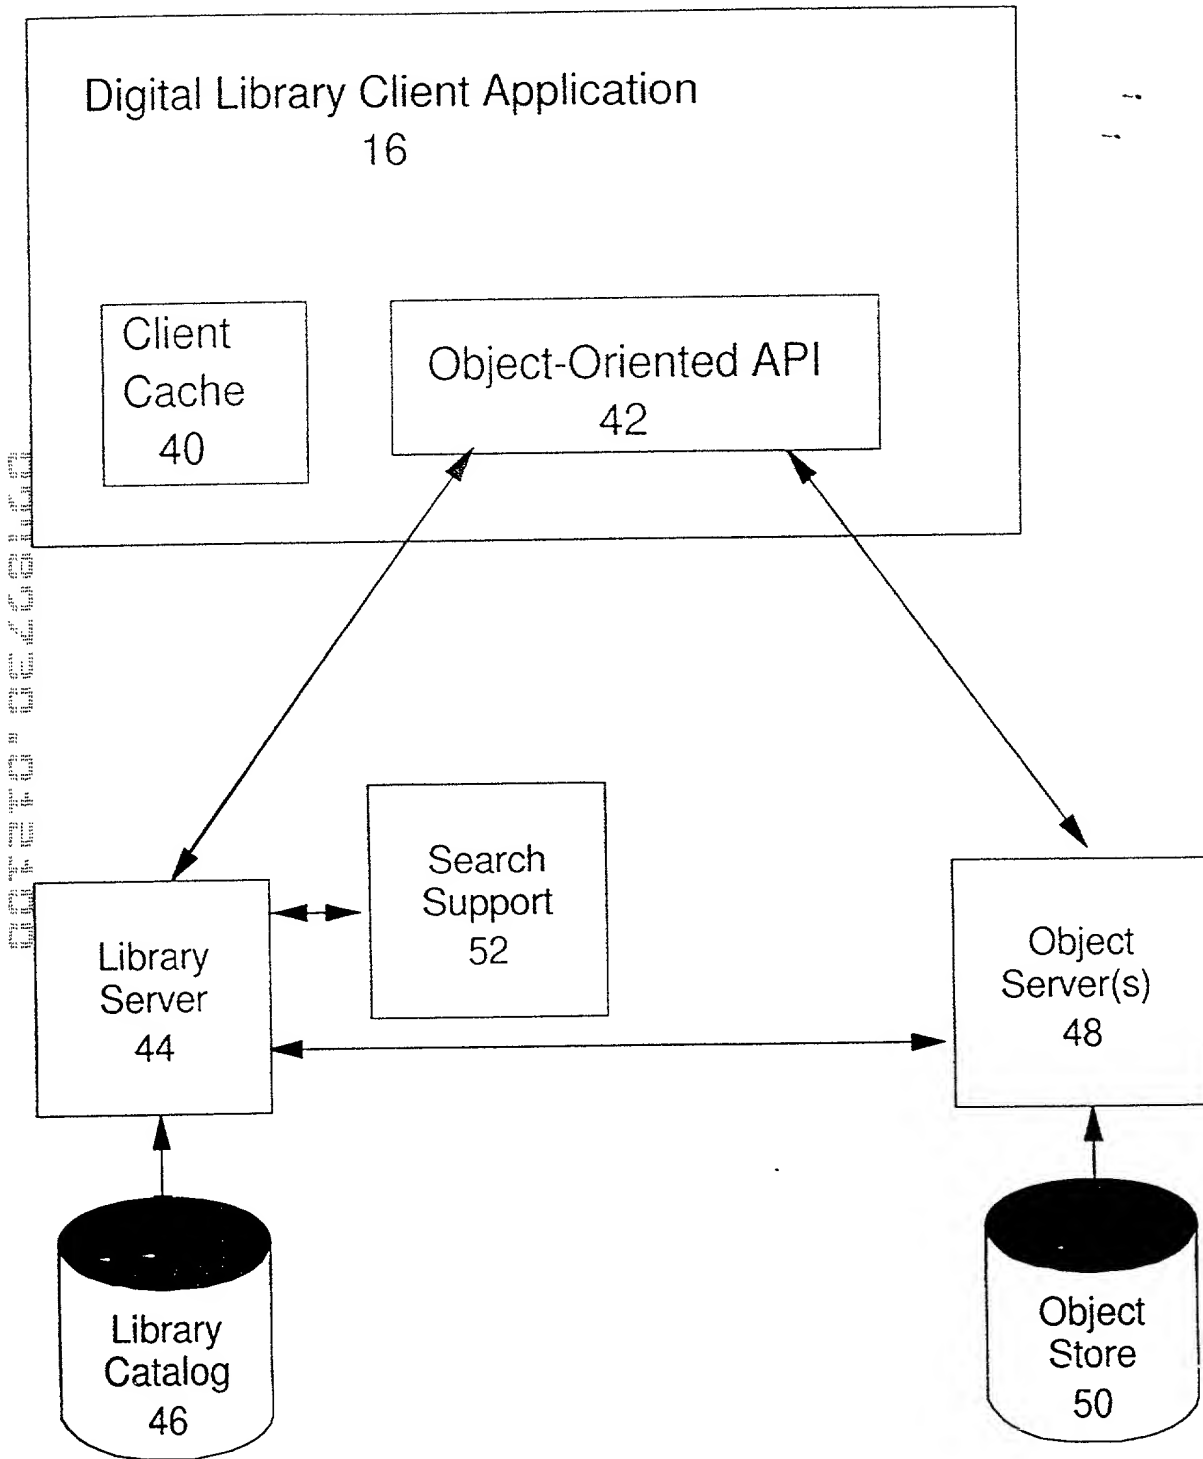 Digital Library Client Application
16
Client
Cache
40
Object-Oriented API
42
Search
Support
52
Library
Server
44
Object
Server(s)
48
Library
Catalog
46
Object
Store
50